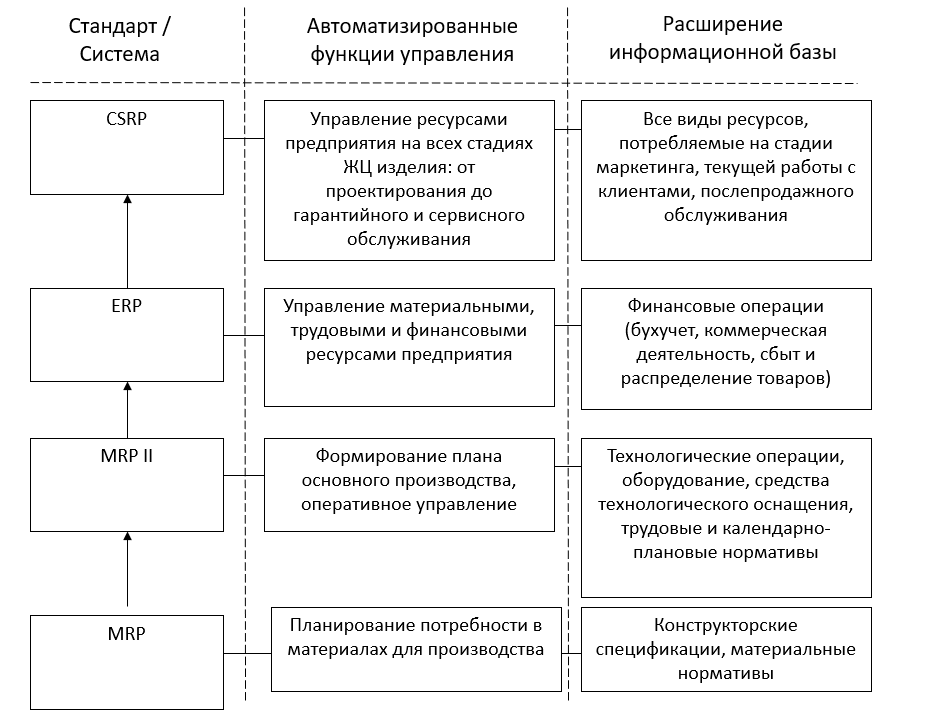 Стандарт /
Система
Автоматизированные
функции управления
Расширение
информационной базы
CSRP
Управление ресурсами
предприятия на всех стадиях
ЖЦ изделия: от
проектирования до
гарантийного и сервисного
обслуживания
Все виды ресурсов,
потребляемые на стадии
маркетинга, текущей работы с
клиентами, послепродажного
обслуживания
ERP
Управление материальными,
трудовыми и финансовыми
ресурсами предприятия
Финансовые операции
(бухучет, коммерческая
деятельность, сбыт и
распределение товаров)
MRP II
Формирование плана
основного производства,
оперативное управление
Технологические операции,
оборудование, средства
технологического оснащения,
трудовые и календарно-
плановые нормативы
MRP
Планирование потребности в
материалах для производства
Конструкторские
спецификации, материальные
нормативы